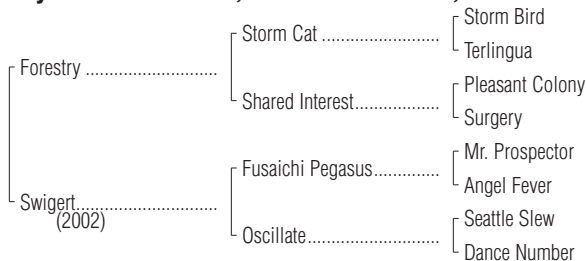 Storm Bird
Storm Cat ......................
Terlingua
Forestry .........................
Pleasant Colony
Shared Interest................
Surgery
Mr. Prospector
Fusaichi Pegasus.............
Angel Fever
Swigert...........................
(2002)
Seattle Slew
Oscillate.........................
Dance Number